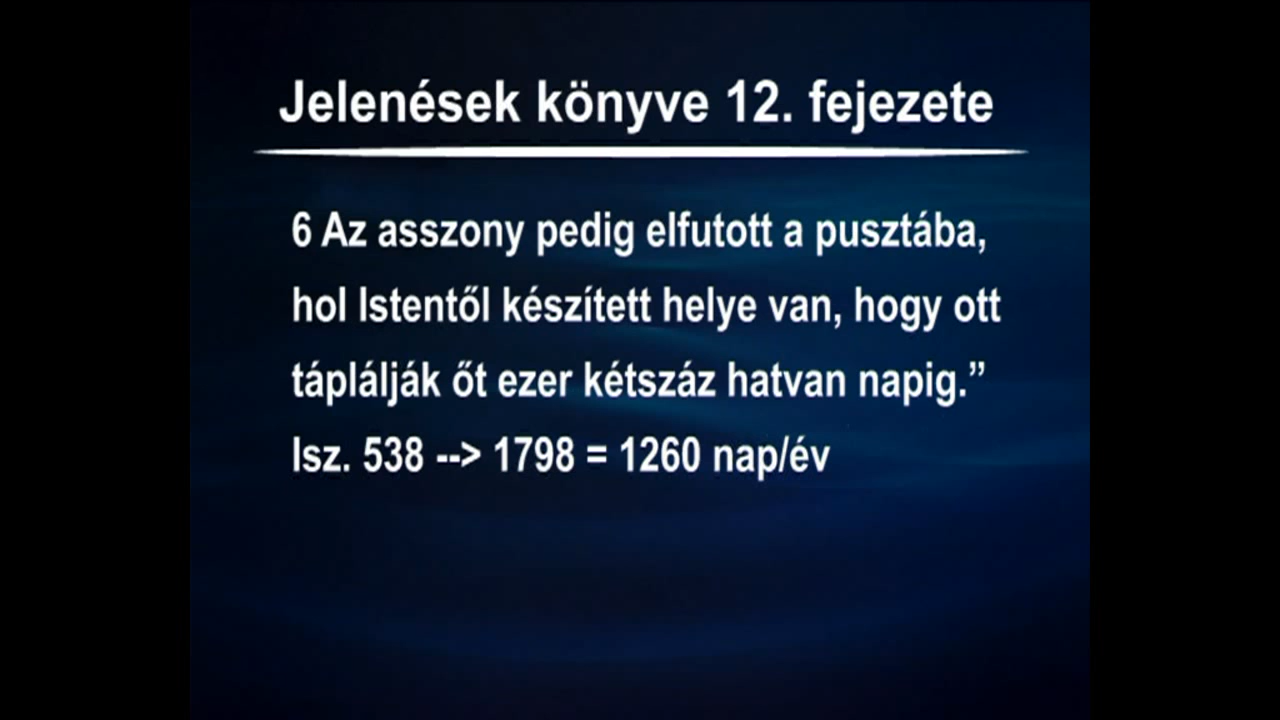 Jelenések könyve 12. fejezete
6 Az asszony pedig elfutott a pusztába,
hol Istentől készített helye van, hogy ott
táplálják őt ezer kétszáz hatvan napig.”
Isz. 538 --> 1798 = 1260 nap/év